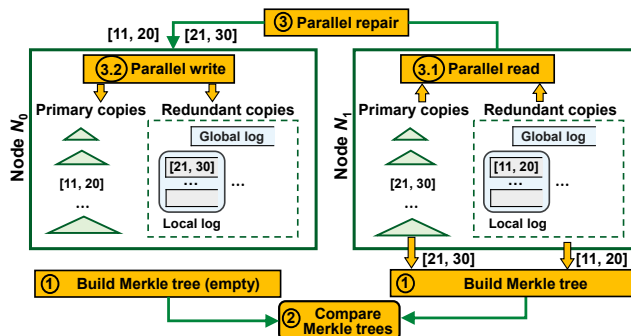 ③ Parallel repair
[11, 20] [21, 30]
3.2 Parallel write
3.1 Parallel read
Node N0
Primary copies Redundant copies
Global log
[21, 30]
...
[11, 20]
...
...
Local log
Node N1
Primary copies Redundant copies
Global log
[11, 20]
...
[21, 30]
...
...
Local log
[21, 30] [11, 20]
① Build Merkle tree (empty)
① Build Merkle tree
② Compare
Merkle trees